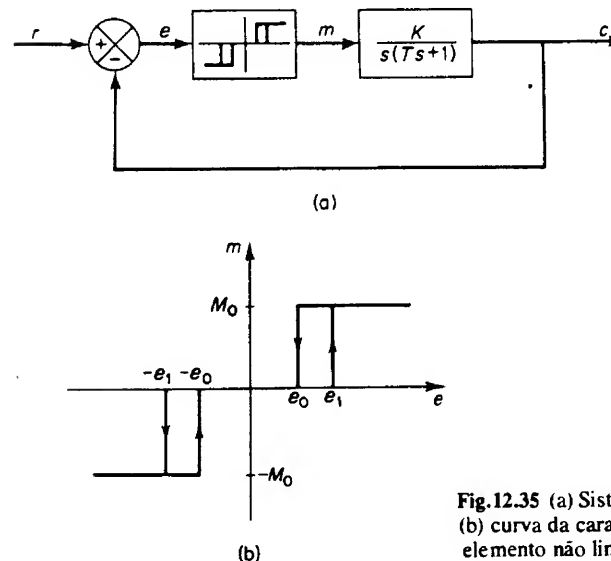 r + − e m K c
s(Ts+1)
(a)
m
M₀
−e₁ −e₀
e₀ e₁ e
−M₀
(b)
Fig.12.35 (a) Sist
(b) curva da cara
elemento não lin